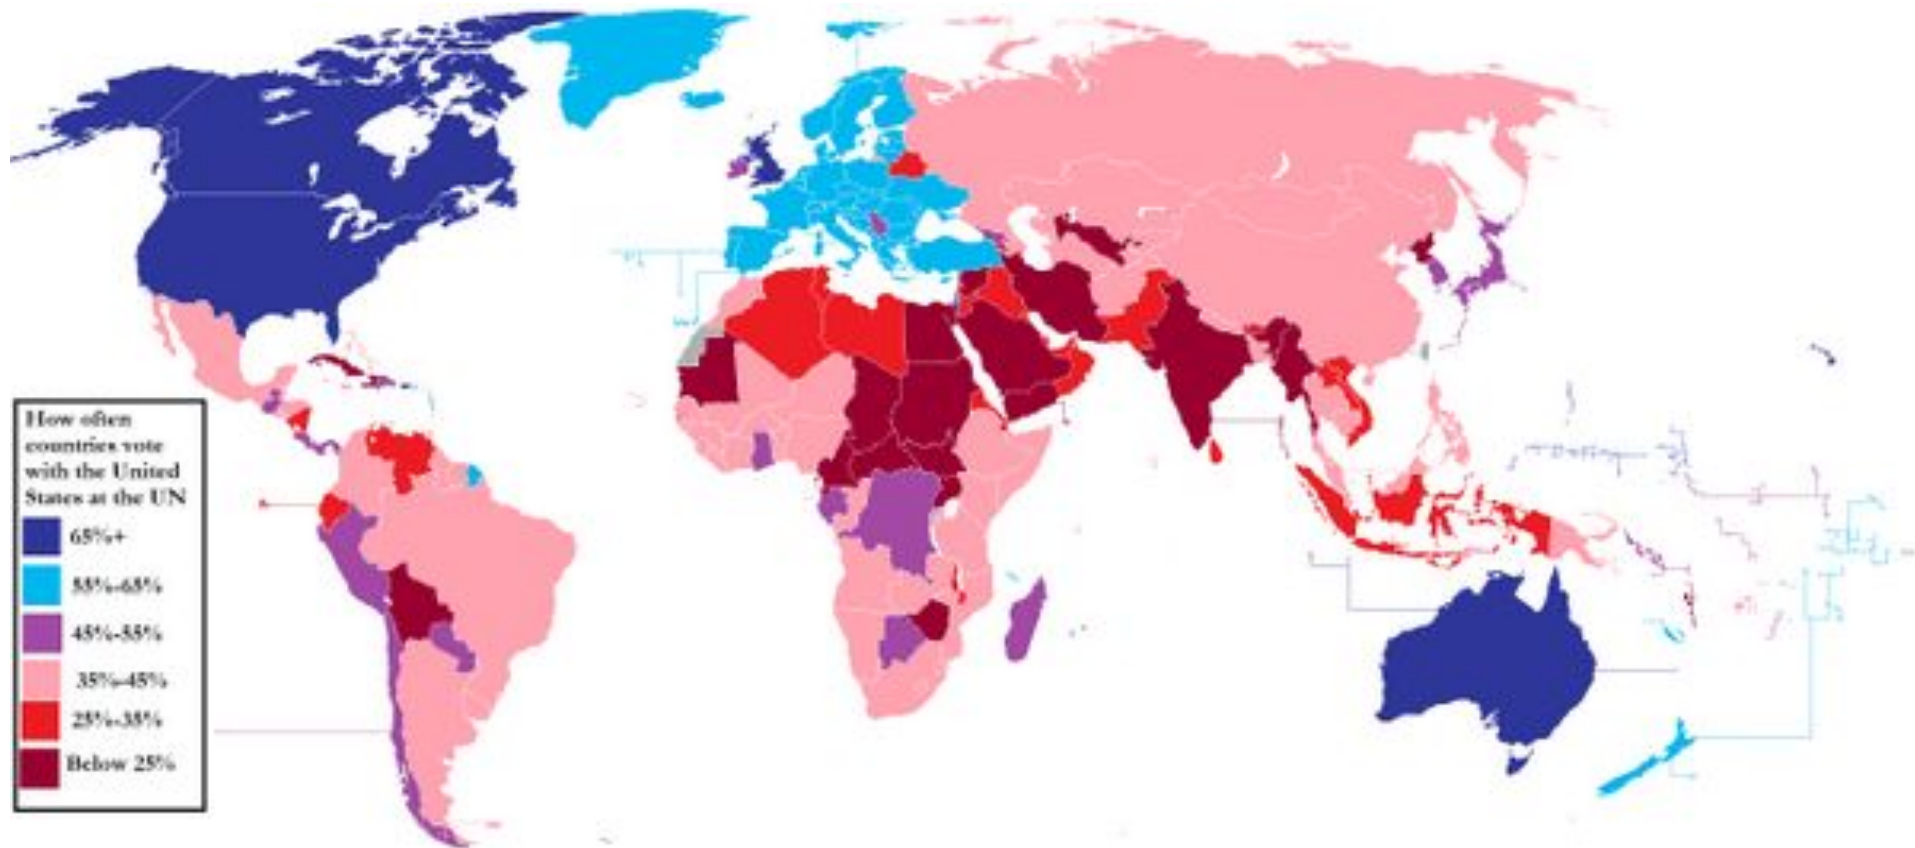 How often
countries vote
with the United
States at the UN
65%+
55%-65%
45%-55%
35%-45%
25%-35%
Below 25%